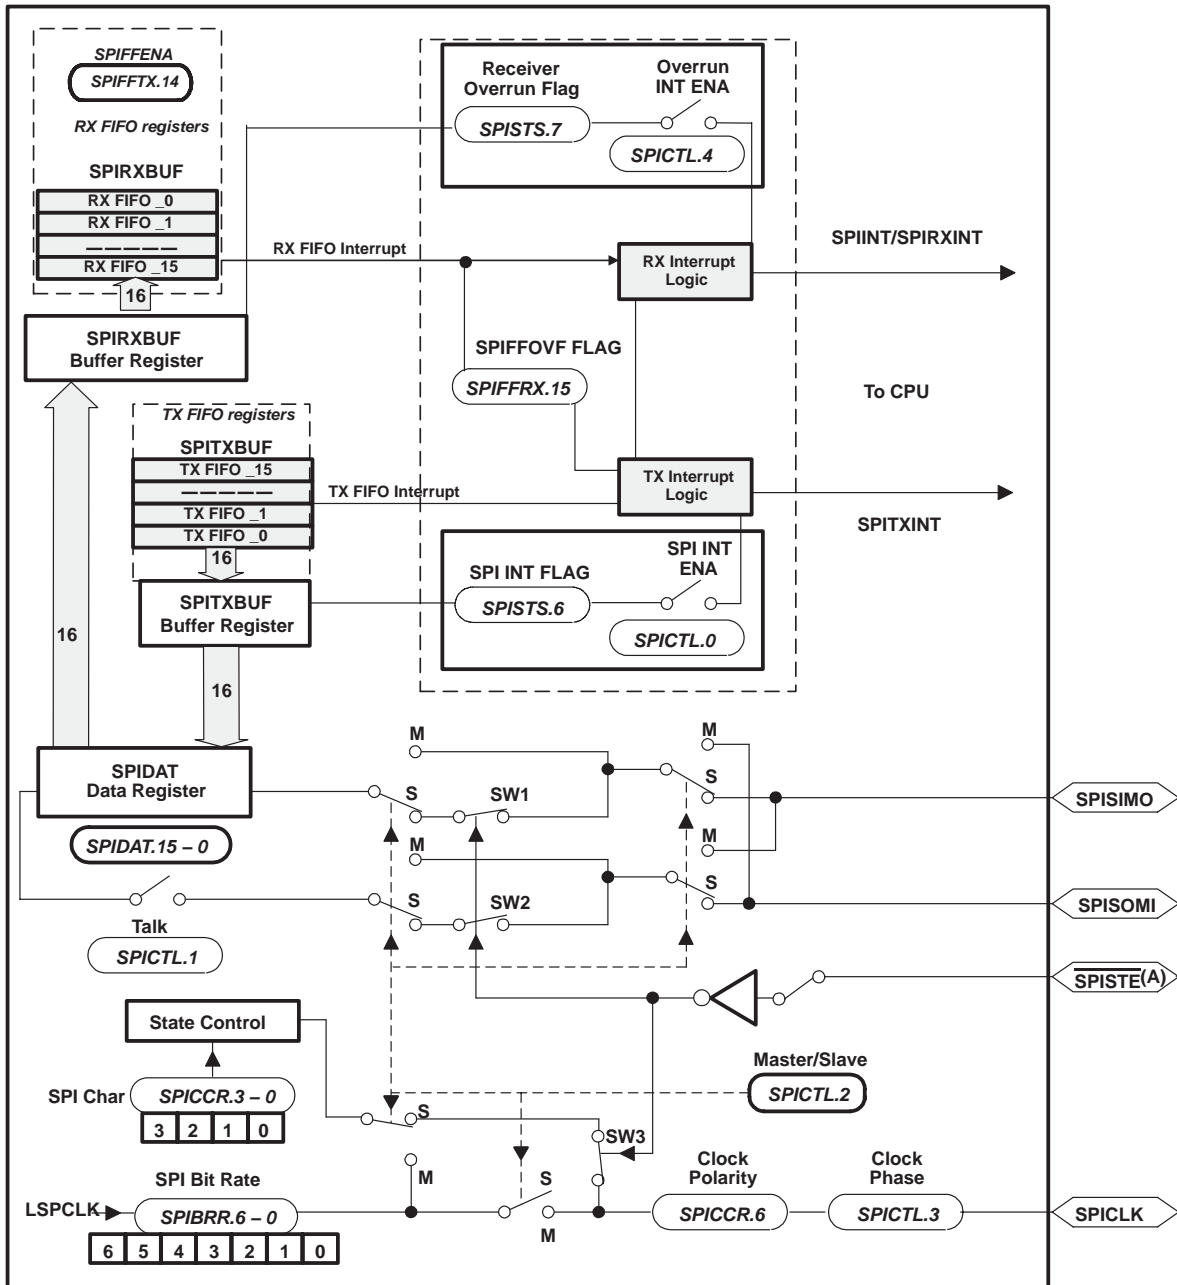 SPIFFENA
SPIFFTX.14
RX FIFO registers
SPIRXBUF
RX FIFO _0
RX FIFO _1
—————
RX FIFO _15
16
SPIRXBUF
Buffer Register
Receiver
Overrun Flag
SPISTS.7
Overrun
INT ENA
SPICTL.4
RX FIFO Interrupt
RX Interrupt
Logic
SPIINT/SPIRXINT
SPIFFOVF FLAG
SPIFFRX.15
To CPU
TX FIFO registers
SPITXBUF
TX FIFO _15
—————
TX FIFO _1
TX FIFO _0
16
TX FIFO Interrupt
TX Interrupt
Logic
SPITXINT
SPITXBUF
Buffer Register
SPI INT FLAG
SPISTS.6
SPI INT
ENA
SPICTL.0
16
16
SPIDAT
Data Register
SPIDAT.15 – 0
M
S
SW1
M
S
SPISIMO
M
S
SW2
M
S
SPISOMI
Talk
SPICTL.1
SPISTE(A)
State Control
Master/Slave
SPICTL.2
SPI Char
SPICCR.3 – 0
3 2 1 0
S
SW3
M
SPI Bit Rate
LSPCLK
SPIBRR.6 – 0
6 5 4 3 2 1 0
S
M
Clock
Polarity
SPICCR.6
Clock
Phase
SPICTL.3
SPICLK